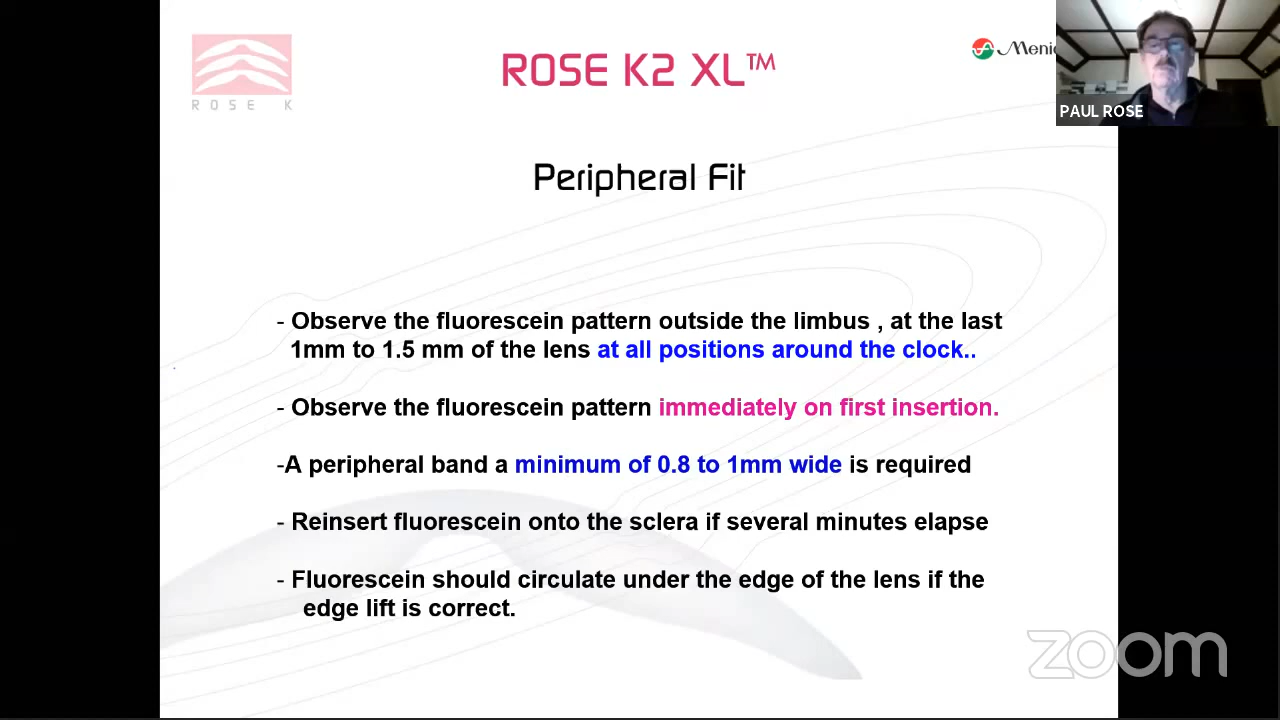 ROSE K
ROSE K2 XL™
PAUL ROSE
Peripheral Fit
- Observe the fluorescein pattern outside the limbus , at the last
1mm to 1.5 mm of the lens at all positions around the clock..
- Observe the fluorescein pattern immediately on first insertion.
-A peripheral band a minimum of 0.8 to 1mm wide is required
- Reinsert fluorescein onto the sclera if several minutes elapse
- Fluorescein should circulate under the edge of the lens if the
edge lift is correct.
zoom